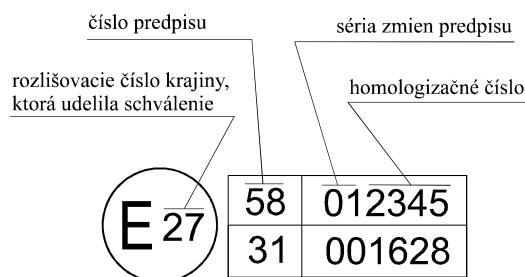 číslo predpisu
séria zmien predpisu
rozlišovacie číslo krajiny,
ktorá udelila schválenie
homologizačné číslo
E 27
58 012345
31 001628